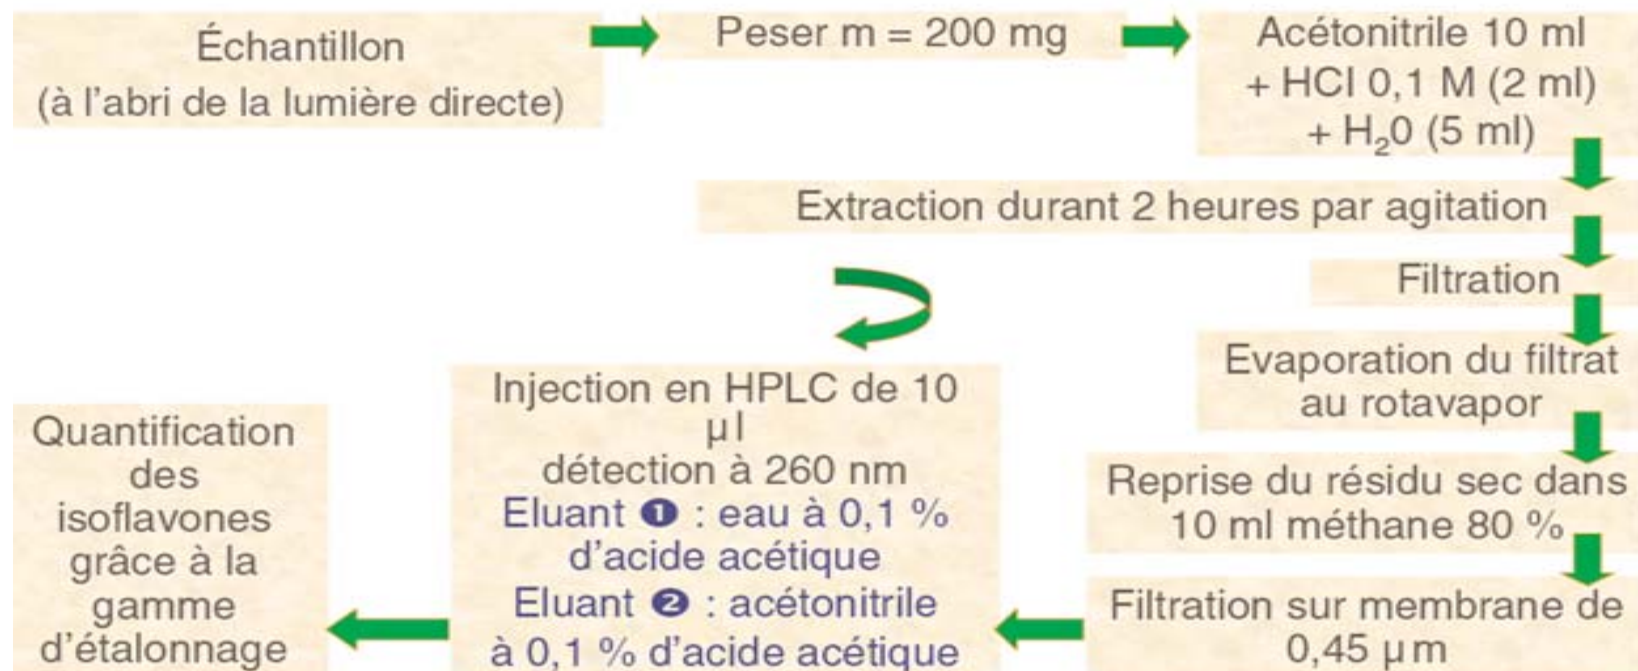 Échantillon
(à l'abri de la lumière directe)
Peser m = 200 mg
Acétonitrile 10 ml
+ HCl 0,1 M (2 ml)
+ H₂0 (5 ml)
Extraction durant 2 heures par agitation
Filtration
Evaporation du filtrat
au rotavapor
Reprise du résidu sec dans
10 ml méthane 80 %
Filtration sur membrane de
0,45 µm
Injection en HPLC de 10
µl
détection à 260 nm
Eluant ❶ : eau à 0,1 %
d'acide acétique
Eluant ❷ : acétonitrile
à 0,1 % d'acide acétique
Quantification
des
isoflavones
grâce à la
gamme
d'étalonnage